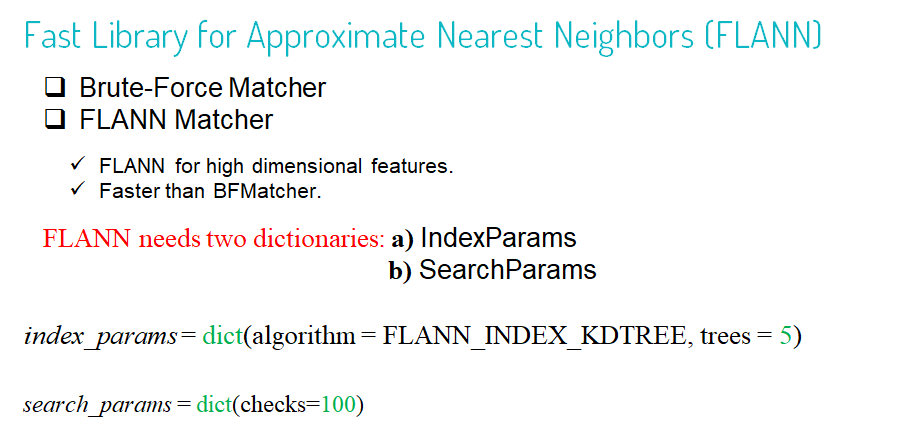 Fast Library for Approximate Nearest Neighbors (FLANN)
❑ Brute-Force Matcher
❑ FLANN Matcher
✓ FLANN for high dimensional features.
✓ Faster than BFMatcher.
FLANN needs two dictionaries: a) IndexParams
b) SearchParams
index_params = dict(algorithm = FLANN_INDEX_KDTREE, trees = 5)
search_params = dict(checks=100)